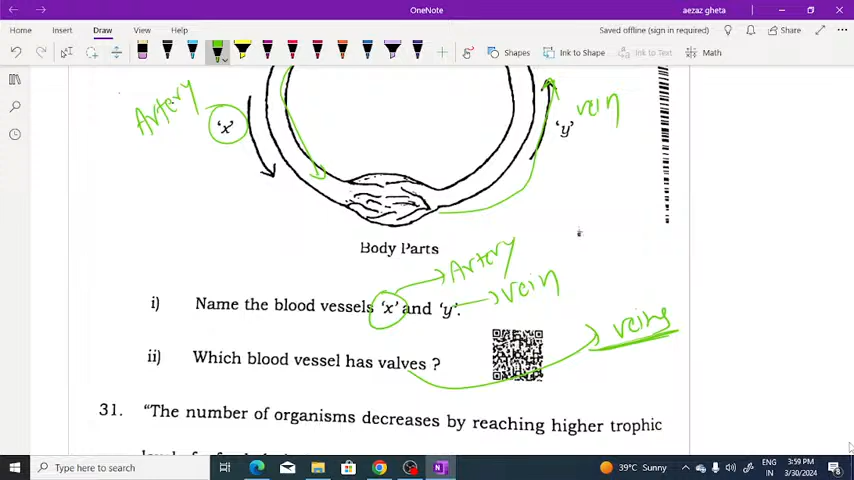 OneNote
aezaz gheta
Home Insert Draw View Help
Saved offline (sign in required)
Share
Shapes
Ink to Shape
Ink to Text
Math
Artery
'x'
'y'
vein
Body Parts
Artery
i) Name the blood vessels 'x' and 'y'.
vein
ii) Which blood vessel has valves ?
veins
31. "The number of organisms decreases by reaching higher trophic
Type here to search
39°C Sunny
ENG
IN
3:59 PM
3/30/2024